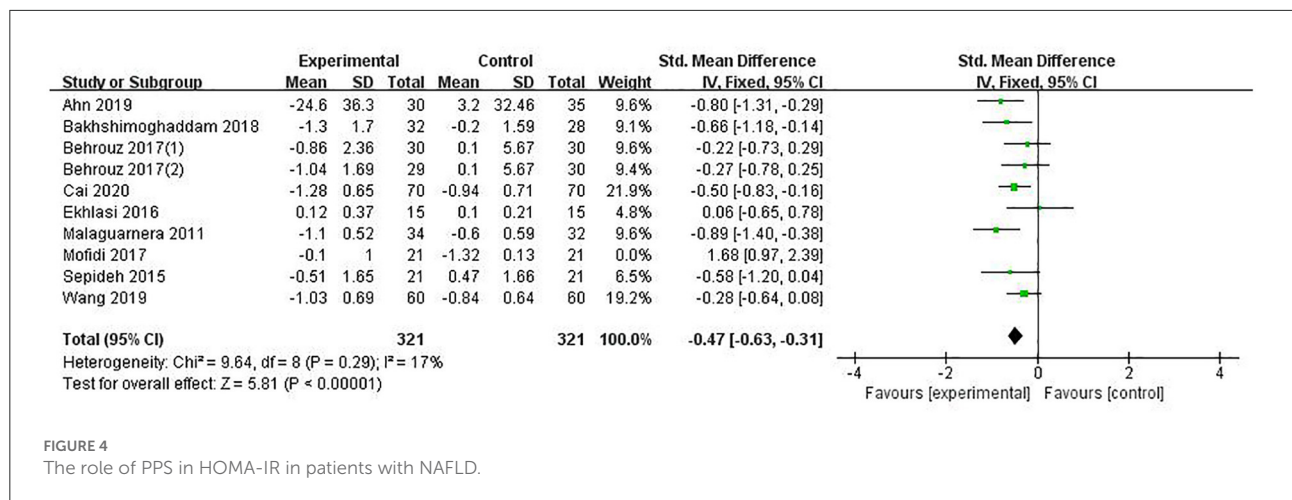 Experimental Control Std. Mean Difference Std. Mean Difference
Study or Subgroup Mean SD Total Mean SD Total Weight IV, Fixed, 95% CI IV, Fixed, 95% CI
Ahn 2019 -24.6 36.3 30 3.2 32.46 35 9.6% -0.80 [-1.31, -0.29]
Bakhshimoghaddam 2018 -1.3 1.7 32 -0.2 1.59 28 9.1% -0.66 [-1.18, -0.14]
Behrouz 2017(1) -0.86 2.36 30 0.1 5.67 30 9.6% -0.22 [-0.73, 0.29]
Behrouz 2017(2) -1.04 1.69 29 0.1 5.67 30 9.4% -0.27 [-0.78, 0.25]
Cai 2020 -1.28 0.65 70 -0.94 0.71 70 21.9% -0.50 [-0.83, -0.16]
Ekhlasi 2016 0.12 0.37 15 0.1 0.21 15 4.8% 0.06 [-0.65, 0.78]
Malaguarnera 2011 -1.1 0.52 34 -0.6 0.59 32 9.6% -0.89 [-1.40, -0.38]
Mofidi 2017 -0.1 1 21 -1.32 0.13 21 0.0% 1.68 [0.97, 2.39]
Sepideh 2015 -0.51 1.65 21 0.47 1.66 21 6.5% -0.58 [-1.20, 0.04]
Wang 2019 -1.03 0.69 60 -0.84 0.64 60 19.2% -0.28 [-0.64, 0.08]
Total (95% CI) 321 321 100.0% -0.47 [-0.63, -0.31]
Heterogeneity: Chi² = 9.64, df = 8 (P = 0.29); I² = 17%
Test for overall effect: Z = 5.81 (P < 0.00001)
-4 -2 0 2 4
Favours [experimental] Favours [control]
FIGURE 4
The role of PPS in HOMA-IR in patients with NAFLD.